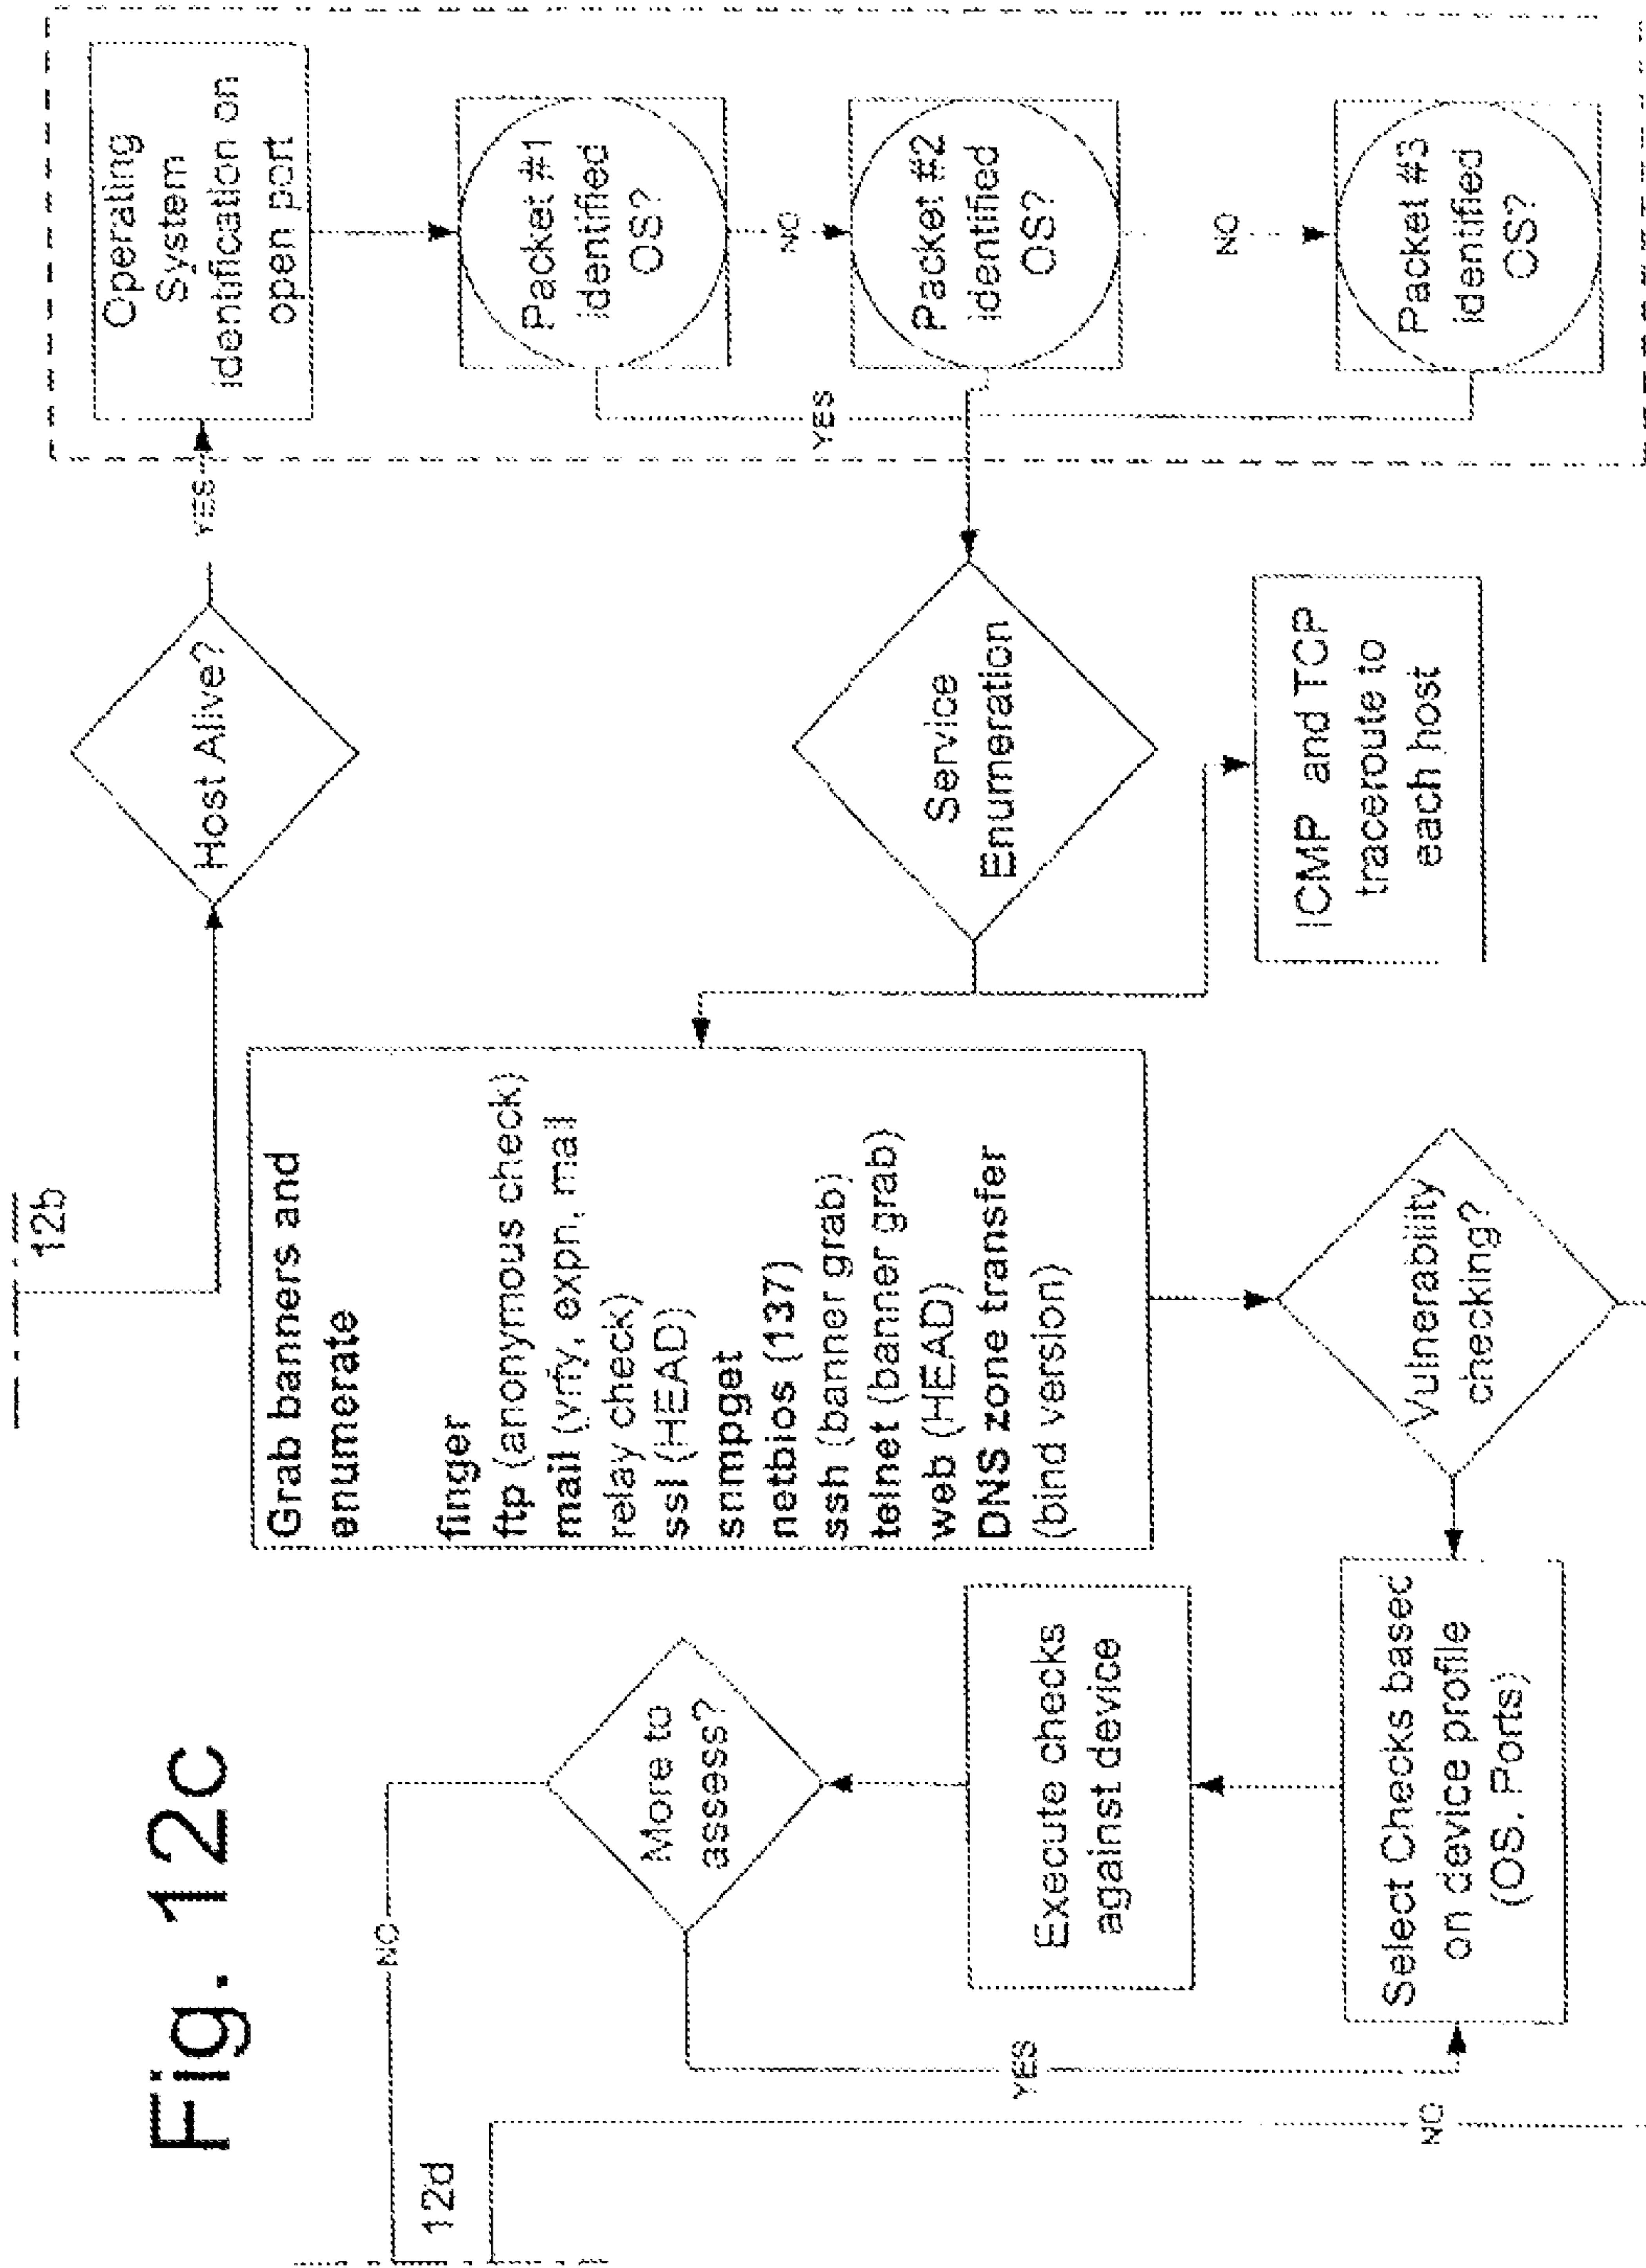 Fig. 12c
12b
Host Alive?
YES
Operating
System
identification on
open port
Packet #1
identified
OS?
NO
Packet #2
identified
OS?
NO
Packet #3
identified
OS?
YES
Service
Enumeration
ICMP and TCP
traceroute to
each host
Grab banners and
enumerate
finger
ftp (anonymous check)
mail (vrfy, expn, mail
relay check)
ssl (HEAD)
snmpget
netbios (137)
ssh (banner grab)
telnet (banner grab)
web (HEAD)
DNS zone transfer
(bind version)
Vulnerability
checking?
Select Checks based
on device profile
(OS. Ports)
Execute checks
against device
More to
assess?
NO
YES
NO
12d